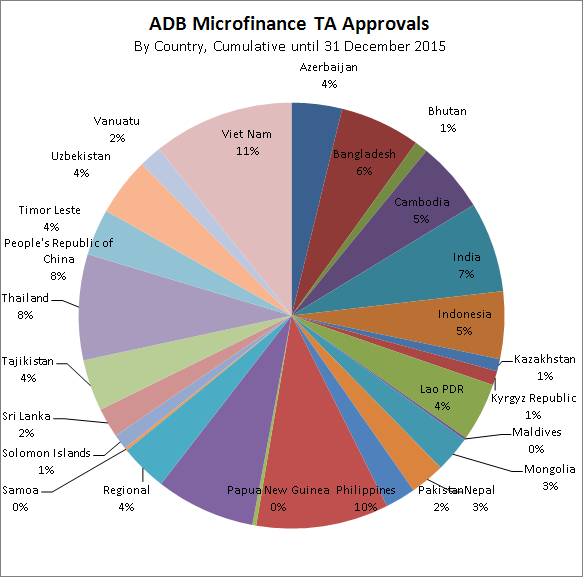 ADB Microfinance TA Approvals
By Country, Cumulative until 31 December 2015
Azerbaijan
4%
Bangladesh
6%
Bhutan
1%
Cambodia
5%
India
7%
Indonesia
5%
Kazakhstan
1%
Kyrgyz Republic
1%
Lao PDR
4%
Maldives
0%
Mongolia
3%
Nepal
3%
Pakistan
2%
Philippines
10%
Papua New Guinea
0%
Regional
4%
Samoa
0%
Solomon Islands
1%
Sri Lanka
2%
Tajikistan
4%
Thailand
8%
People's Republic of
China
8%
Timor Leste
4%
Uzbekistan
4%
Vanuatu
2%
Viet Nam
11%